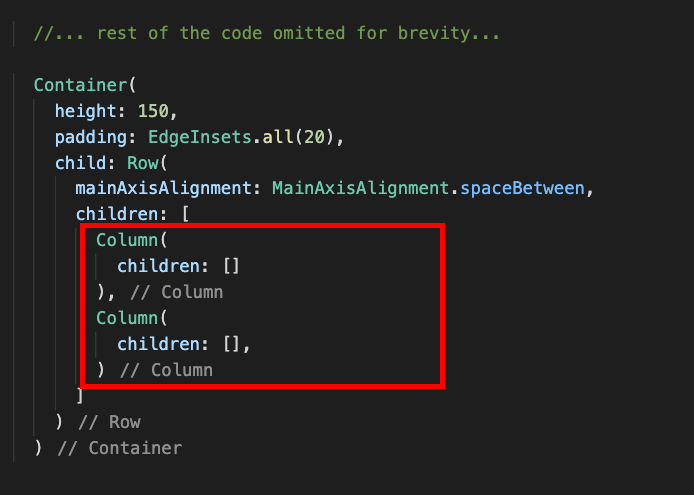 //... rest of the code omitted for brevity...
Container(
height: 150,
padding: EdgeInsets.all(20),
child: Row(
mainAxisAlignment: MainAxisAlignment.spaceBetween,
children: [
Column(
children: []
), // Column
Column(
children: [],
) // Column
]
) // Row
) // Container